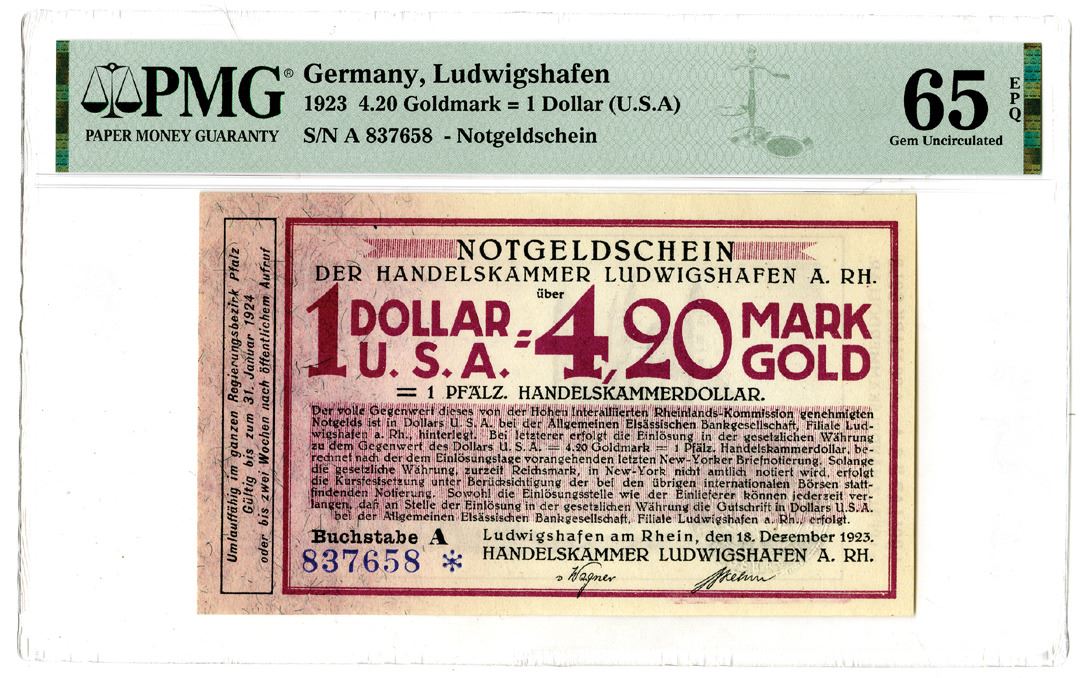 PMG®
PAPER MONEY GUARANTY
Germany, Ludwigshafen
1923 4.20 Goldmark = 1 Dollar (U.S.A)
S/N A 837658 - Notgeldschein
65
EPQ
Gem Uncirculated
Umlauffähig im ganzen Regierungsbezirk Pfalz
Gültig bis zum 31. Januar 1924
oder bis zwei Wochen nach öffentlichem Aufruf
NOTGELDSCHEIN
DER HANDELSKAMMER LUDWIGSHAFEN A. RH.
über
1 DOLLAR U. S. A. = 4,20 MARK GOLD
= 1 PFÄLZ. HANDELSKAMMERDOLLAR.
Der volle Gegenwert dieses von der Hohen Interalliierten Rheinlands-Kommission genehmigten
Notgelds ist in Dollars U. S. A. bei der Allgemeinen Elsässischen Bankgesellschaft, Filiale Lud-
wigshafen a. Rh., hinterlegt. Bei letzterer erfolgt die Einlösung in der gesetzlichen Währung
zu dem Gegenwert des Dollars U. S. A. = 4.20 Goldmark = 1 Pfälz. Handelskammerdollar, be-
rechnet nach der dem Einlösungstage vorangehenden letzten New-Yorker Briefnotierung. Solange
die gesetzliche Währung, zurzeit Reichsmark, in New-York nicht amtlich notiert wird, erfolgt
die Kursfestsetzung unter Berücksichtigung der bei den übrigen internationalen Börsen statt-
findenden Notierung. Sowohl die Einlösungsstelle wie der Einlieferer können jederzeit ver-
langen, daß an Stelle der Einlösung in der gesetzlichen Währung die Gutschrift in Dollars U.S.A.
bei der Allgemeinen Elsässischen Bankgesellschaft, Filiale Ludwigshafen a. Rh., erfolgt.
Buchstabe A
837658 *
Ludwigshafen am Rhein, den 18. Dezember 1923.
HANDELSKAMMER LUDWIGSHAFEN A. RH.
Wagner